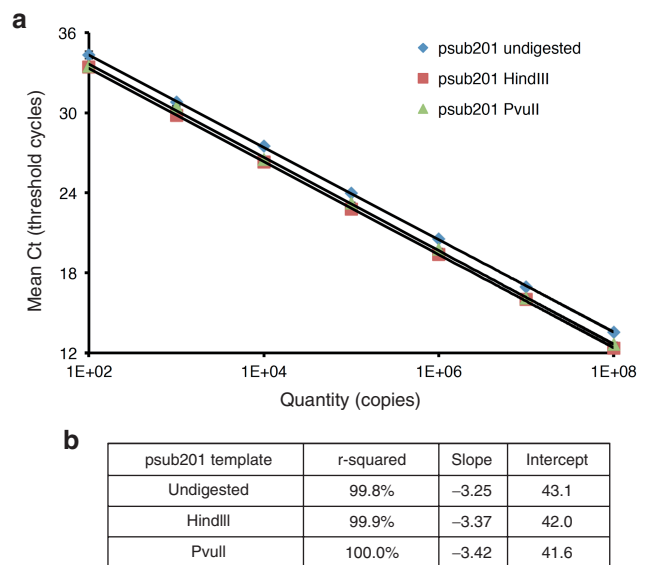 a
36
30
24
18
12
Mean Ct (threshold cycles)
psub201 undigested
psub201 HindIII
psub201 PvuII
1E+02 1E+04 1E+06 1E+08
Quantity (copies)
b
psub201 template r-squared Slope Intercept
Undigested 99.8% −3.25 43.1
HindIII 99.9% −3.37 42.0
PvuII 100.0% −3.42 41.6